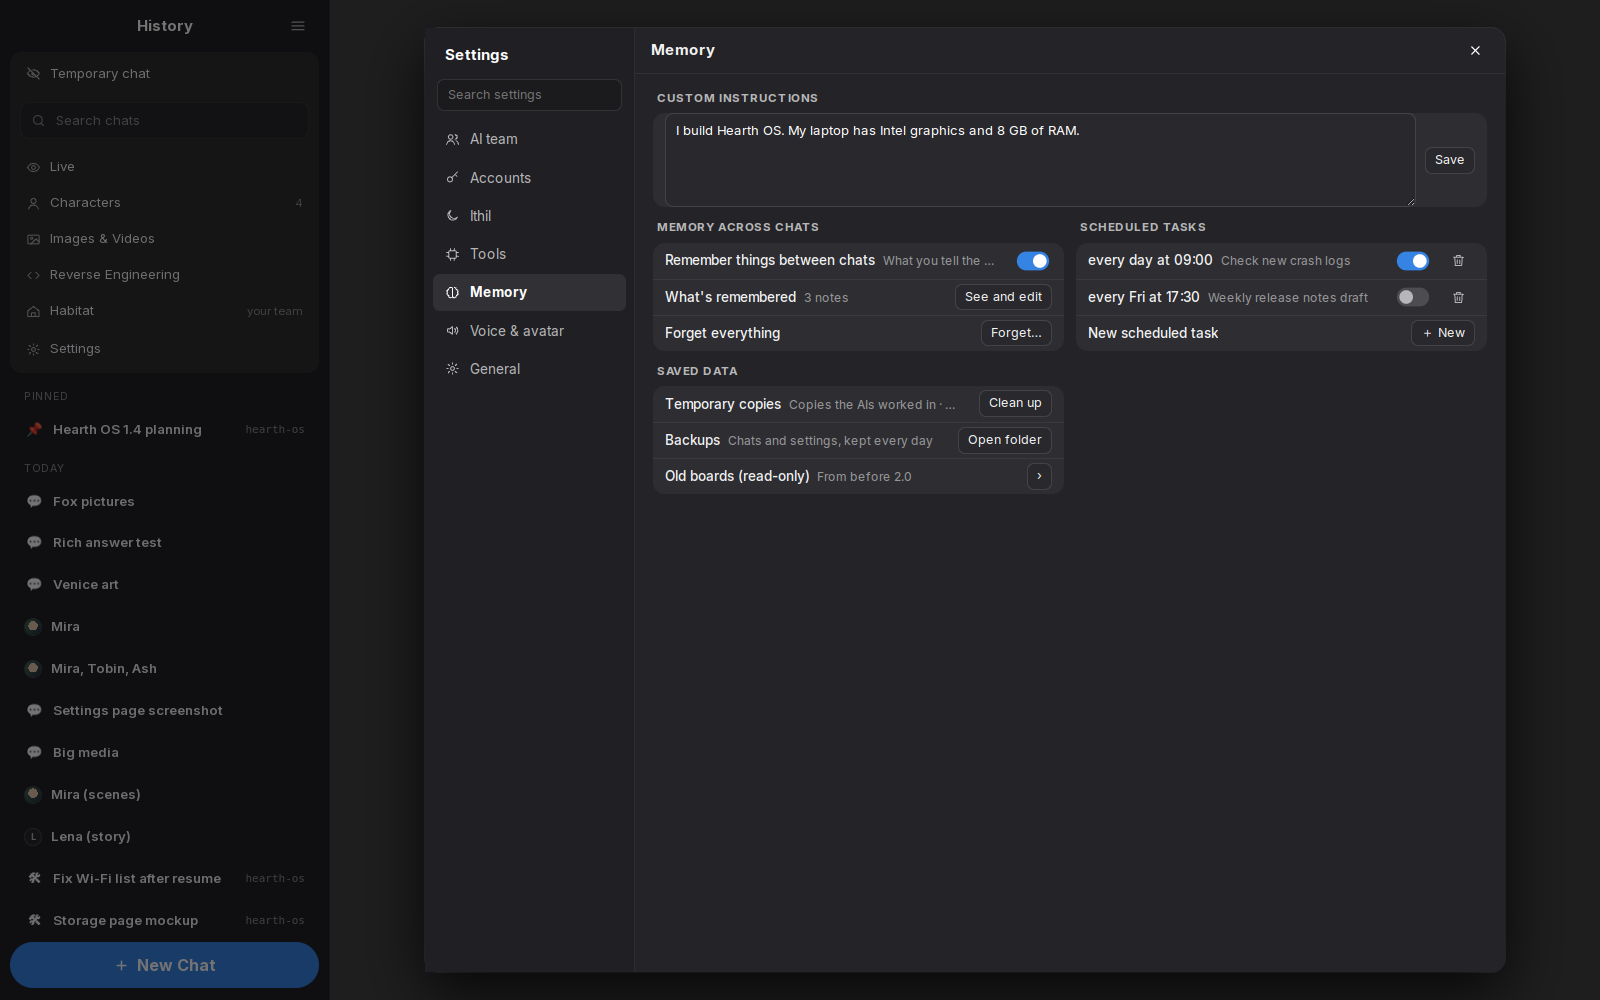 History
Temporary chat
Search chats
Live
Characters 4
Images & Videos
Reverse Engineering
Habitat your team
Settings
PINNED
Hearth OS 1.4 planning hearth-os
TODAY
Fox pictures
Rich answer test
Venice art
Mira
Mira, Tobin, Ash
Settings page screenshot
Big media
Mira (scenes)
L Lena (story)
Fix Wi-Fi list after resume hearth-os
Storage page mockup hearth-os
+ New Chat
Settings
Search settings
AI team
Accounts
Ithil
Tools
Memory
Voice & avatar
General
Memory
CUSTOM INSTRUCTIONS
I build Hearth OS. My laptop has Intel graphics and 8 GB of RAM.
Save
MEMORY ACROSS CHATS
Remember things between chats What you tell the ...
What's remembered 3 notes See and edit
Forget everything Forget...
SCHEDULED TASKS
every day at 09:00 Check new crash logs
every Fri at 17:30 Weekly release notes draft
New scheduled task + New
SAVED DATA
Temporary copies Copies the AIs worked in · ... Clean up
Backups Chats and settings, kept every day Open folder
Old boards (read-only) From before 2.0 ›